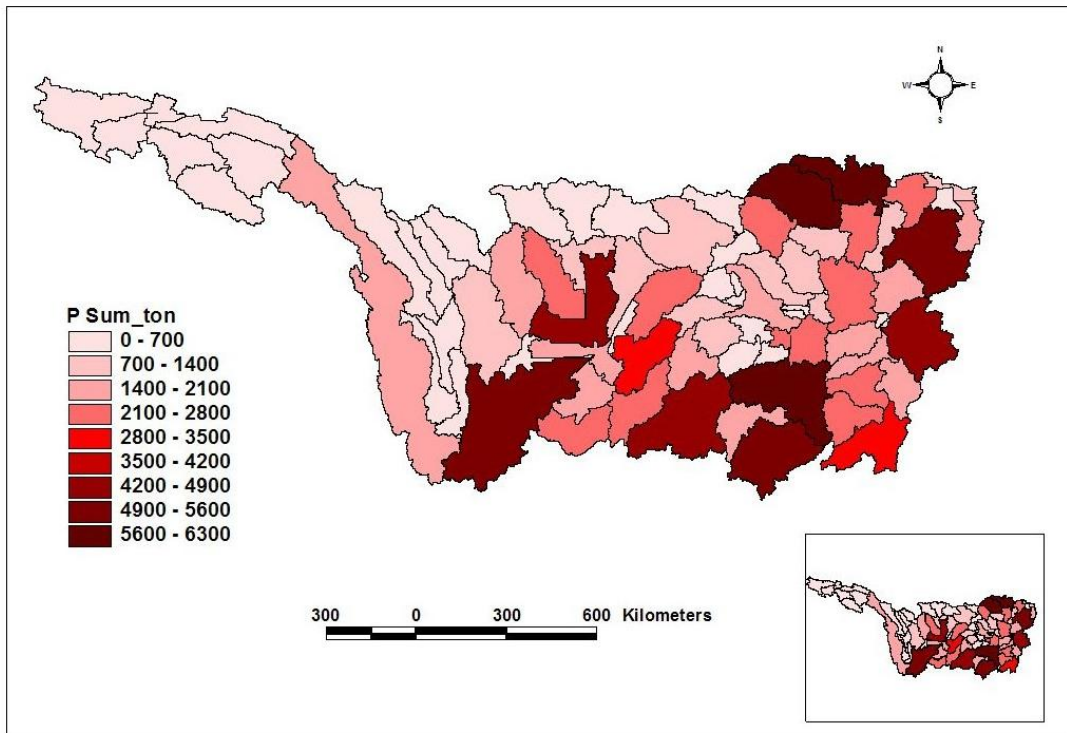 N
W E
S
P Sum_ton
0 - 700
700 - 1400
1400 - 2100
2100 - 2800
2800 - 3500
3500 - 4200
4200 - 4900
4900 - 5600
5600 - 6300
300 0 300 600 Kilometers